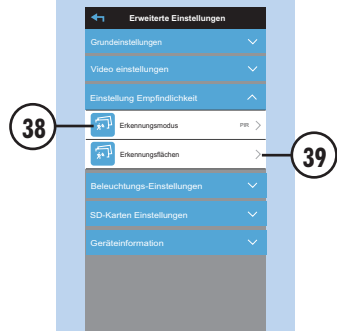 Erweiterte Einstellungen
Grundeinstellungen
Video einstellungen
Einstellung Empfindlichkeit
38 Erkennungsmodus PIR
Erkennungsflächen 39
Beleuchtungs-Einstellungen
SD-Karten Einstellungen
Geräteinformation